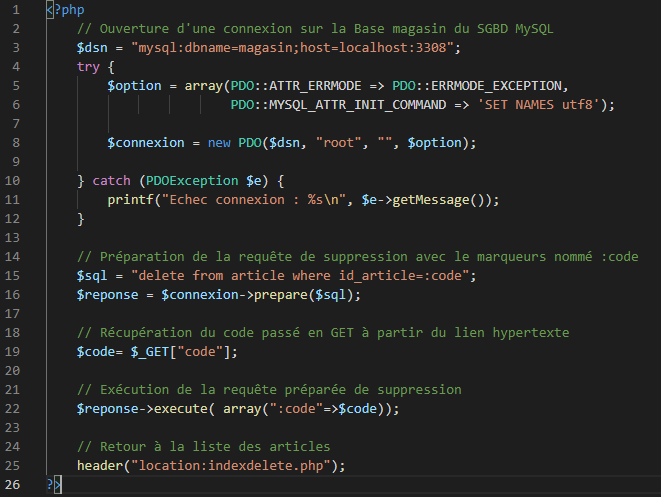 1 <?php
2 // Ouverture d'une connexion sur la Base magasin du SGBD MySQL
3 $dsn = "mysql:dbname=magasin;host=localhost:3308";
4 try {
5 $option = array(PDO::ATTR_ERRMODE => PDO::ERRMODE_EXCEPTION,
6 PDO::MYSQL_ATTR_INIT_COMMAND => 'SET NAMES utf8');
7
8 $connexion = new PDO($dsn, "root", "", $option);
9
10 } catch (PDOException $e) {
11 printf("Echec connexion : %s\n", $e->getMessage());
12 }
13
14 // Préparation de la requête de suppression avec le marqueurs nommé :code
15 $sql = "delete from article where id_article=:code";
16 $reponse = $connexion->prepare($sql);
17
18 // Récupération du code passé en GET à partir du lien hypertexte
19 $code= $_GET["code"];
20
21 // Exécution de la requête préparée de suppression
22 $reponse->execute( array(":code"=>$code));
23
24 // Retour à la liste des articles
25 header("location:indexdelete.php");
26 ?>